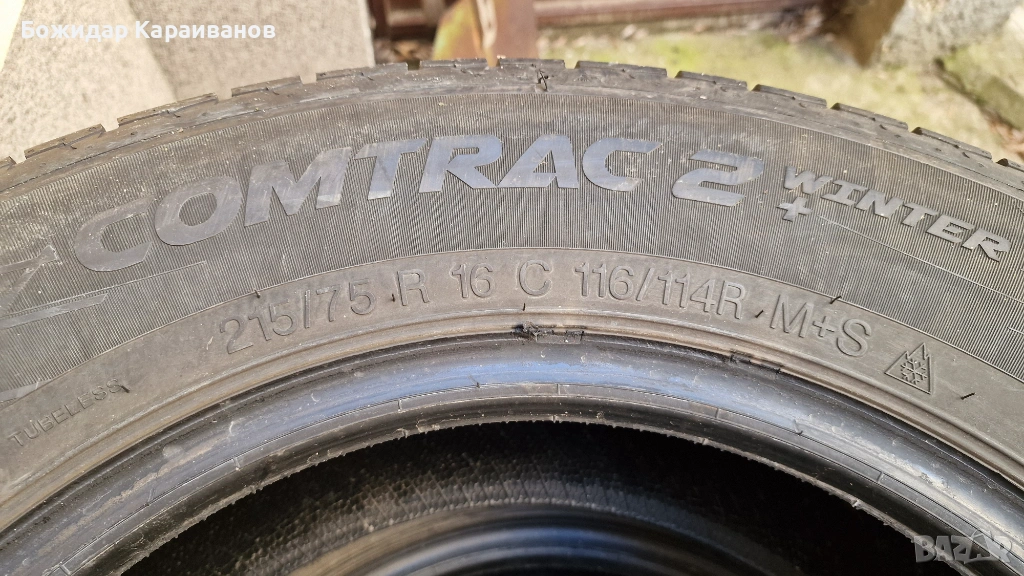 Божидар Караиванов
COMTRAC 2
WINTER
+
215/75 R 16 C 116/114R M+S
TUBELESS
BAZAR